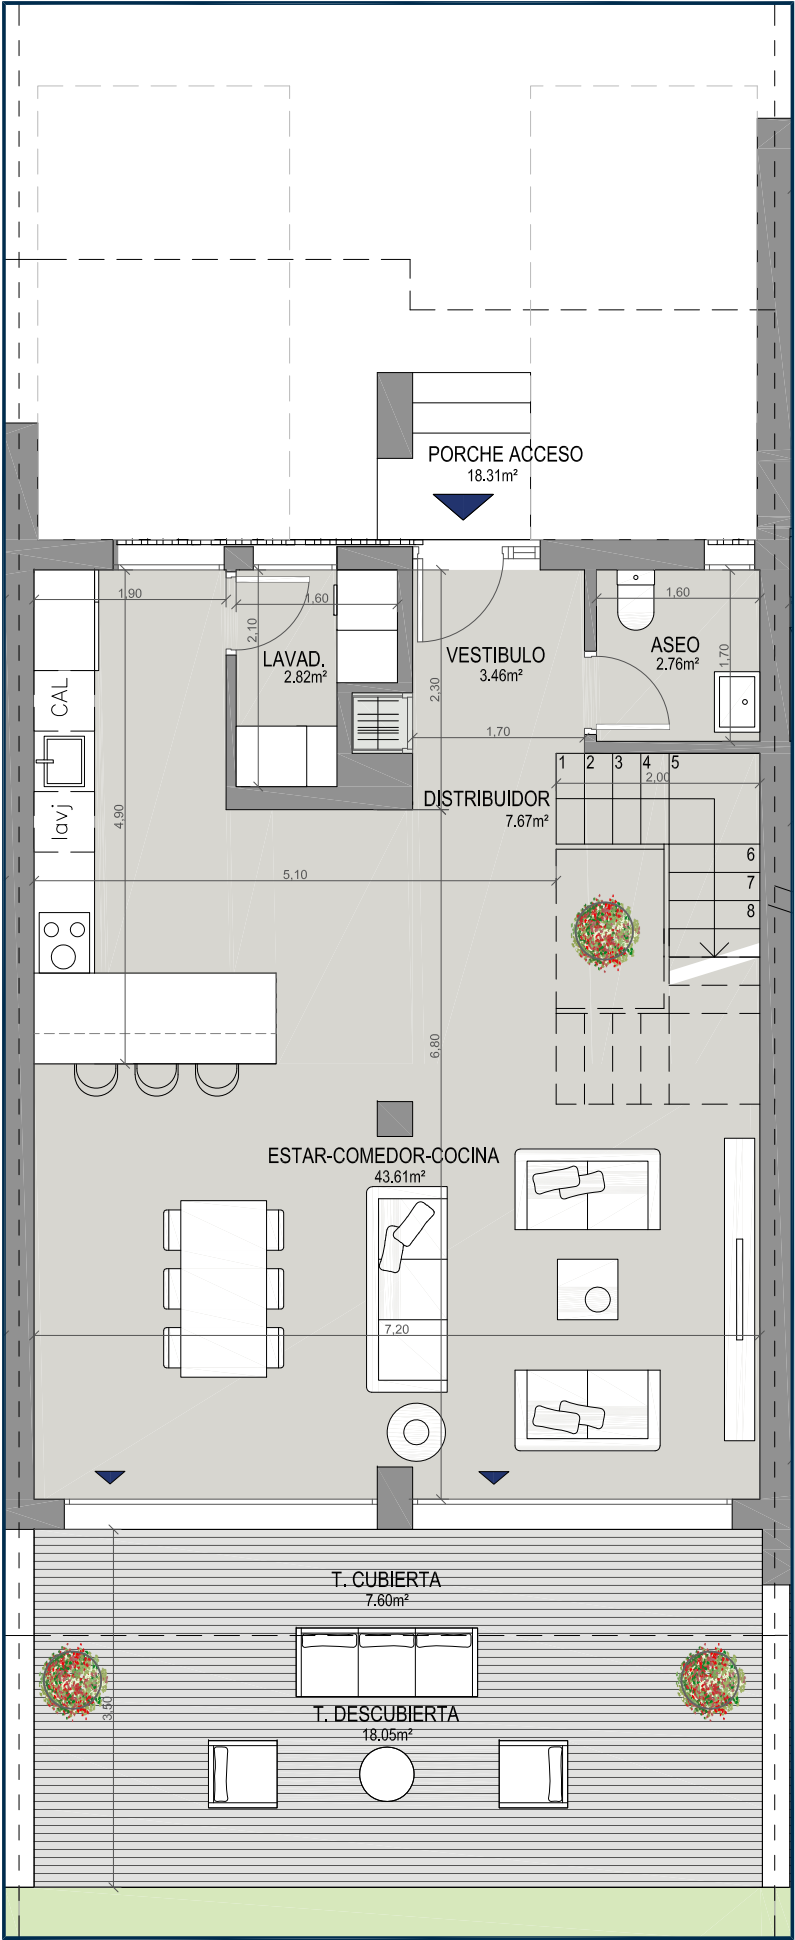 PORCHE ACCESO
18.31m²
1,90
1,60
2,10
LAVAD.
2.82m²
VESTIBULO
3.46m²
2,30
1,70
1,60
ASEO
2.76m²
1,70
CAL
lavj
4,90
DISTRIBUIDOR
7.67m²
1 2 3 4 5
2,00
6
7
8
5,10
6,80
ESTAR-COMEDOR-COCINA
43.61m²
7,20
T. CUBIERTA
7.60m²
3,50
T. DESCUBIERTA
18.05m²